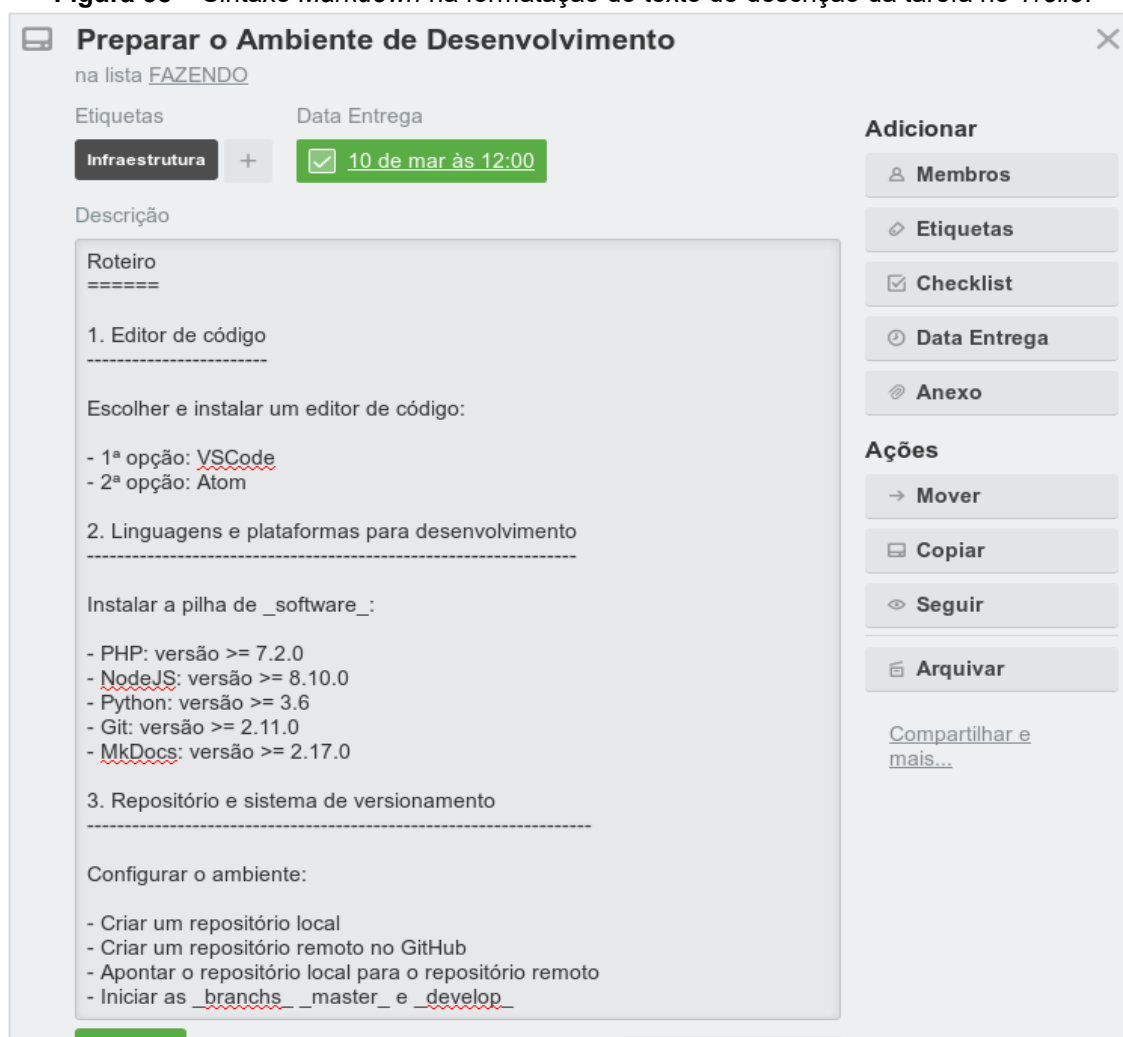 Preparar o Ambiente de Desenvolvimento
na lista FAZENDO
Etiquetas
Data Entrega
Infraestrutura
+
10 de mar às 12:00
Descrição
Roteiro
======
1. Editor de código
------------------------
Escolher e instalar um editor de código:
- 1ª opção: VSCode
- 2ª opção: Atom
2. Linguagens e plataformas para desenvolvimento
-----------------------------------------------------------------
Instalar a pilha de _software_:
- PHP: versão >= 7.2.0
- NodeJS: versão >= 8.10.0
- Python: versão >= 3.6
- Git: versão >= 2.11.0
- MkDocs: versão >= 2.17.0
3. Repositório e sistema de versionamento
-------------------------------------------------------------------
Configurar o ambiente:
- Criar um repositório local
- Criar um repositório remoto no GitHub
- Apontar o repositório local para o repositório remoto
- Iniciar as _branchs_ _master_ e _develop_
Adicionar
Membros
Etiquetas
Checklist
Data Entrega
Anexo
Ações
Mover
Copiar
Seguir
Arquivar
Compartilhar e
mais...